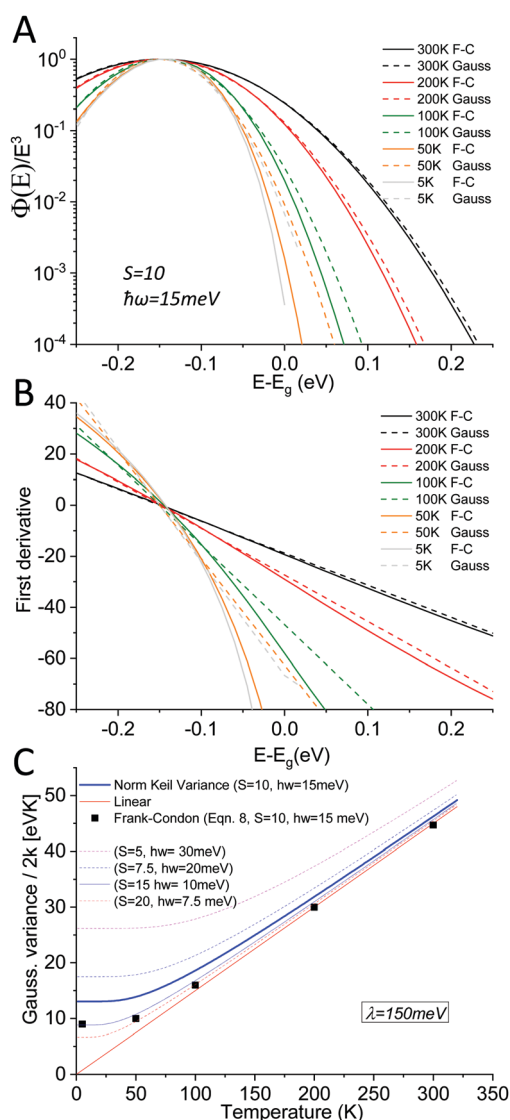 A
Φ(E)/E³
10⁰
10⁻¹
10⁻²
10⁻³
10⁻⁴
300K F-C
300K Gauss
200K F-C
200K Gauss
100K F-C
100K Gauss
50K F-C
50K Gauss
5K F-C
5K Gauss
S=10
ħω=15meV
-0.2 -0.1 0.0 0.1 0.2
E-Eg (eV)
B
First derivative
40
20
0
-20
-40
-60
-80
300K F-C
300K Gauss
200K F-C
200K Gauss
100K F-C
100K Gauss
50K F-C
50K Gauss
5K F-C
5K Gauss
-0.2 -0.1 0.0 0.1 0.2
E-Eg(eV)
C
Gauss. variance / 2k [eVK]
60
50
40
30
20
10
0
Norm Keil Variance (S=10, hw=15meV)
Linear
Frank-Condon (Eqn. 8, S=10, hw=15 meV)
(S=5, hw= 30meV)
(S=7.5, hw=20meV)
(S=15 hw= 10meV)
(S=20, hw=7.5 meV)
λ=150meV
0 50 100 150 200 250 300 350
Temperature (K)